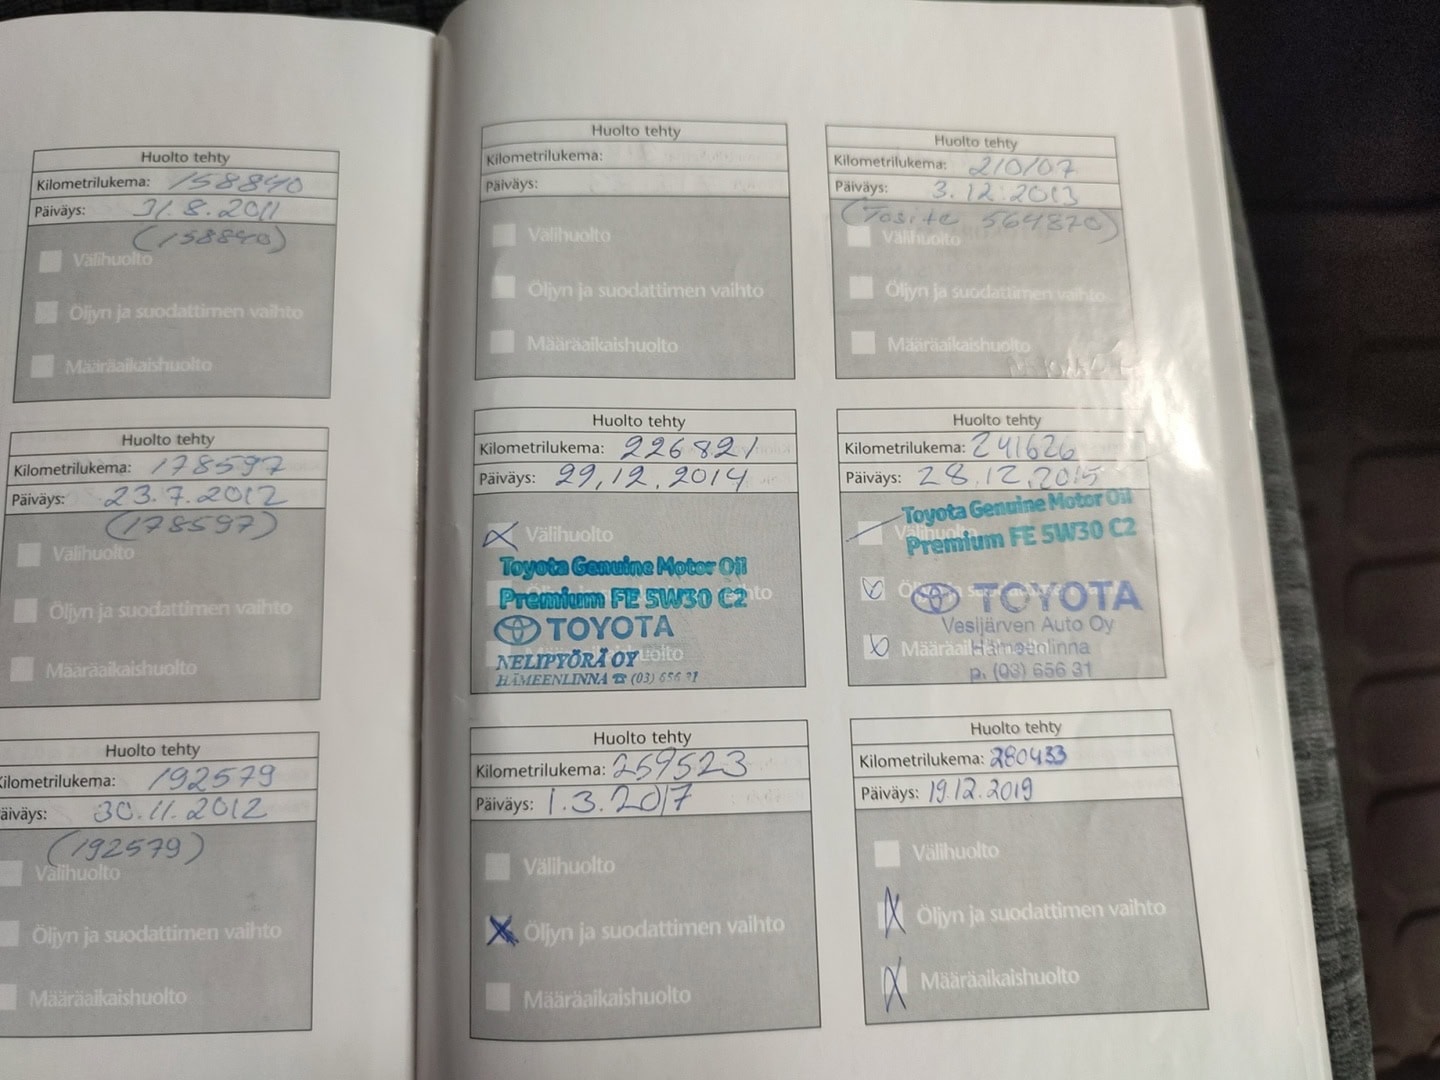 Huolto tehty
Kilometrilukema: 158840
Päiväys: 31.8.2011
(158840)
Välihuolto
Öljyn ja suodattimen vaihto
Määräaikaishuolto
Huolto tehty
Kilometrilukema: 178597
Päiväys: 23.7.2012
(178597)
Välihuolto
Öljyn ja suodattimen vaihto
Määräaikaishuolto
Huolto tehty
Kilometrilukema: 192579
Päiväys: 30.11.2012
(192579)
Välihuolto
Öljyn ja suodattimen vaihto
Määräaikaishuolto
Huolto tehty
Kilometrilukema:
Päiväys:
Välihuolto
Öljyn ja suodattimen vaihto
Määräaikaishuolto
Huolto tehty
Kilometrilukema: 210107
Päiväys: 3.12.2013
(Tosite 564870)
Välihuolto
Öljyn ja suodattimen vaihto
Määräaikaishuolto
Huolto tehty
Kilometrilukema: 226821
Päiväys: 29.12.2014
Välihuolto
Toyota Genuine Motor Oil
Premium FE 5W30 C2
TOYOTA
NELIPYÖRÄ OY
HÄMEENLINNA ☎ (03) 656 31
Huolto tehty
Kilometrilukema: 241626
Päiväys: 28.12.2015
Toyota Genuine Motor Oil
Välihuolto
Premium FE 5W30 C2
TOYOTA
Vesijärven Auto Oy
Määräaikaishuolto
Hämeenlinna
p. (03) 656 31
Huolto tehty
Kilometrilukema: 259523
Päiväys: 1.3.2017
Välihuolto
Öljyn ja suodattimen vaihto
Määräaikaishuolto
Huolto tehty
Kilometrilukema: 280433
Päiväys: 19.12.2019
Välihuolto
Öljyn ja suodattimen vaihto
Määräaikaishuolto